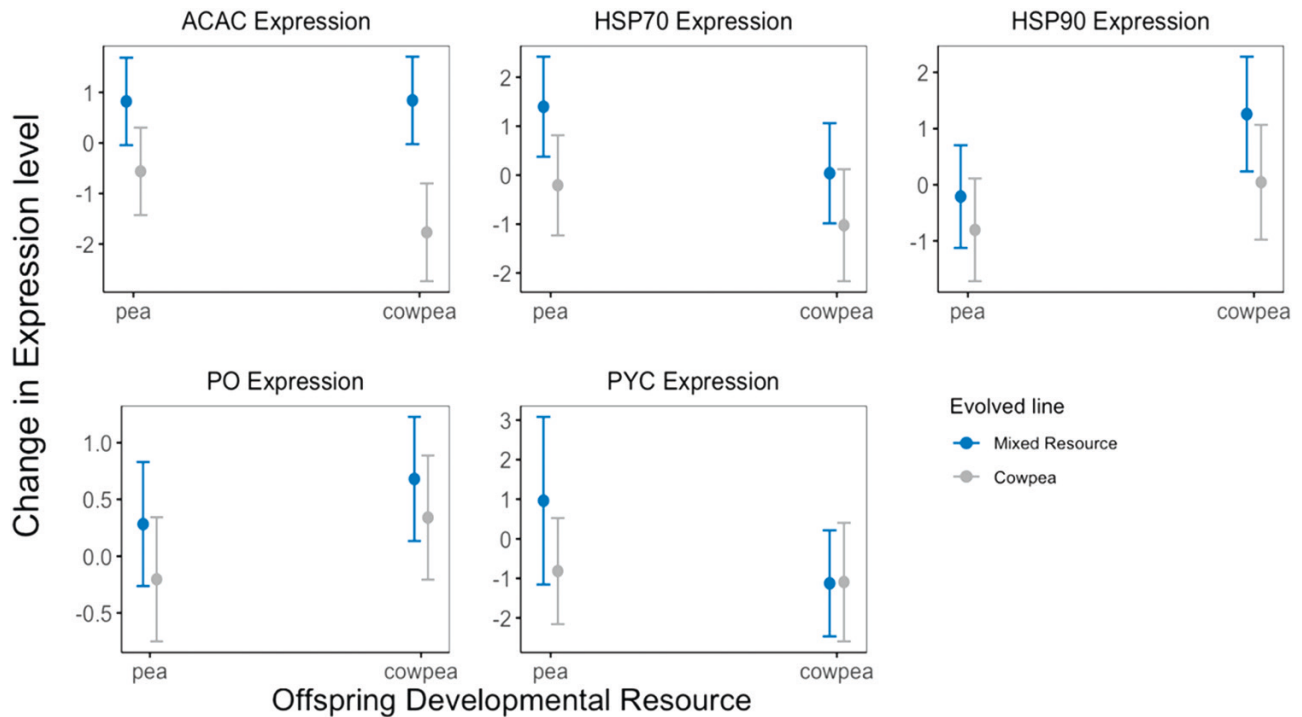 ACAC Expression
HSP70 Expression
HSP90 Expression
Change in Expression level
1
0
-1
-2
pea
cowpea
2
1
0
-1
-2
pea
cowpea
2
1
0
-1
pea
cowpea
PO Expression
PYC Expression
1.0
0.5
0.0
-0.5
pea
cowpea
3
2
1
0
-1
-2
pea
cowpea
Evolved line
Mixed Resource
Cowpea
Offspring Developmental Resource